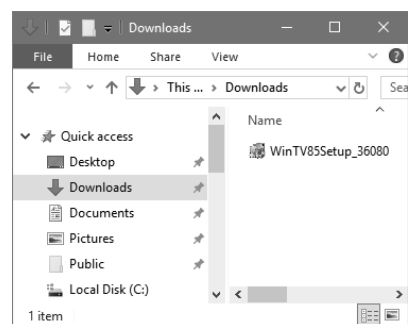 Downloads
File Home Share View
This ... Downloads Sea
Name
Quick access
WinTV85Setup_36080
Desktop
Downloads
Documents
Pictures
Public
Local Disk (C:)
1 item